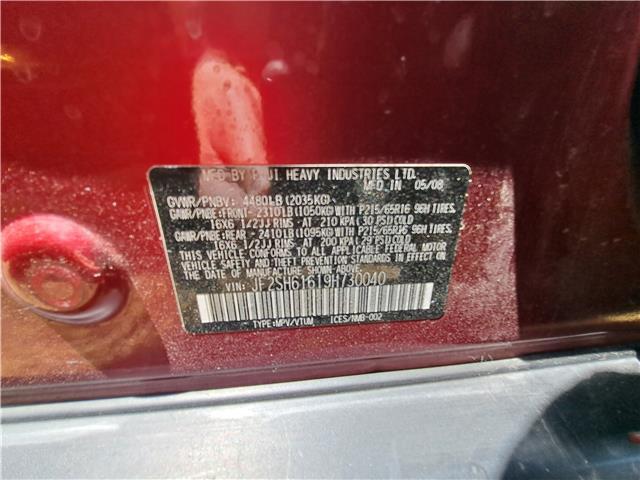 MFD BY FUJI HEAVY INDUSTRIES LTD.
MFD IN 05/08
GVWR/PNBV: 4480LB(2035KG)
GAWR/PNBE:FRONT- 2310LB(1050KG)WITH P215/65R16 96H TIRES,
16X6 1/2JJ RIMS AT 210 KPA(30 PSI)COLD
GAWR/PNBE:REAR - 2410LB(1095KG)WITH P215/65R16 96H TIRES,
16X6 1/2JJ RIMS AT 200 KPA(29 PSI)COLD
THIS VEHICLE CONFORMS TO ALL APPLICABLE FEDERAL MOTOR
VEHICLE SAFETY STANDARDS IN EFFECT ON THE DATE OF
MANUFACTURE SHOWN ABOVE.
VIN: JF2SH61619H730040
TYPE:MPV/VTUM ICES/NMB-002